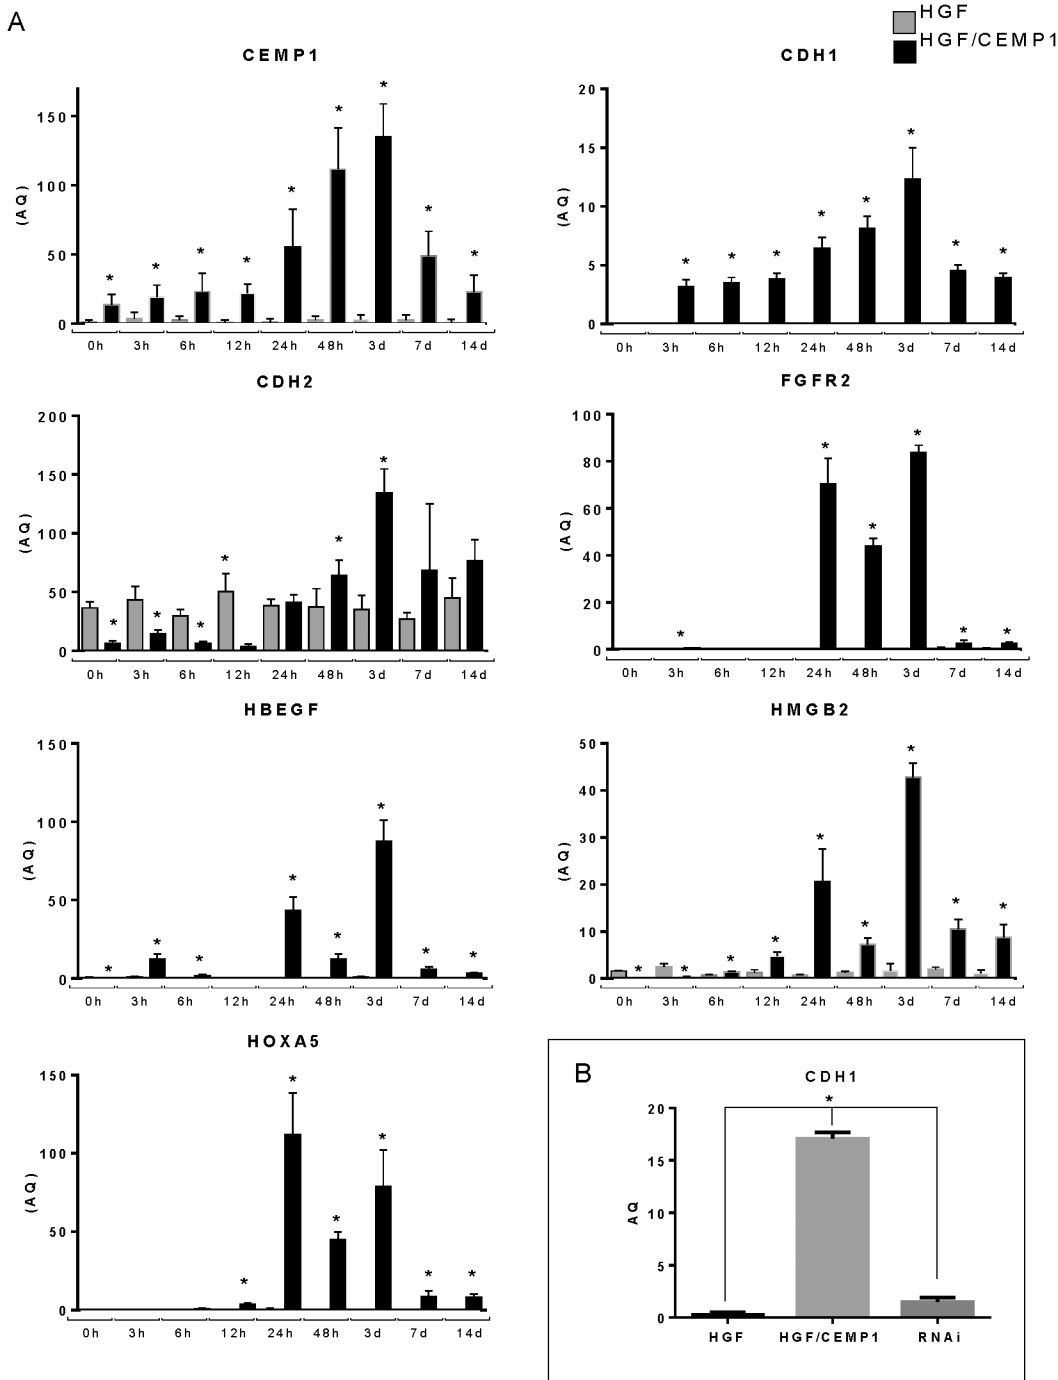 A
HGF
HGF/CEMP1
CEMP1
(AQ)
150
100
50
0
0h 3h 6h 12h 24h 48h 3d 7d 14d
* * * * * * * * *
CDH1
(AQ)
20
15
10
5
0
0h 3h 6h 12h 24h 48h 3d 7d 14d
* * * * * * * *
CDH2
(AQ)
200
150
100
50
0
0h 3h 6h 12h 24h 48h 3d 7d 14d
* * * * * *
FGFR2
(AQ)
100
80
60
40
20
0
0h 3h 6h 12h 24h 48h 3d 7d 14d
* * * * * *
HBEGF
(AQ)
150
100
50
0
0h 3h 6h 12h 24h 48h 3d 7d 14d
* * * * * * * *
HMGB2
(AQ)
50
40
30
20
10
0
0h 3h 6h 12h 24h 48h 3d 7d 14d
* * * * * * * * *
HOXA5
(AQ)
150
100
50
0
0h 3h 6h 12h 24h 48h 3d 7d 14d
* * * * * *
B
CDH1
*
AQ
20
15
10
5
0
HGF HGF/CEMP1 RNAi